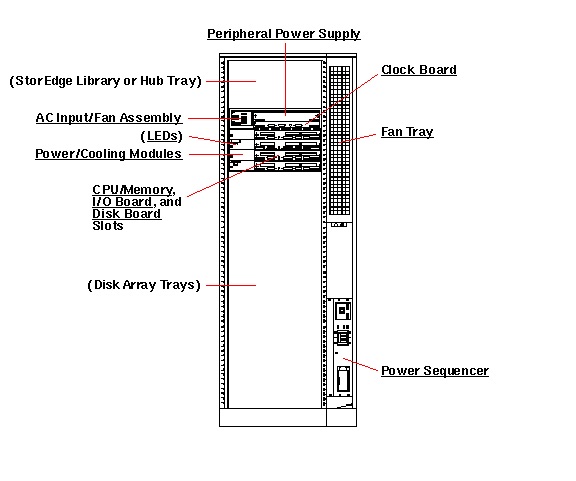 Peripheral Power Supply
(StorEdge Library or Hub Tray)
Clock Board
AC Input/Fan Assembly
(LEDs)
Fan Tray
Power/Cooling Modules
CPU/Memory,
I/O Board, and
Disk Board
Slots
(Disk Array Trays)
Power Sequencer